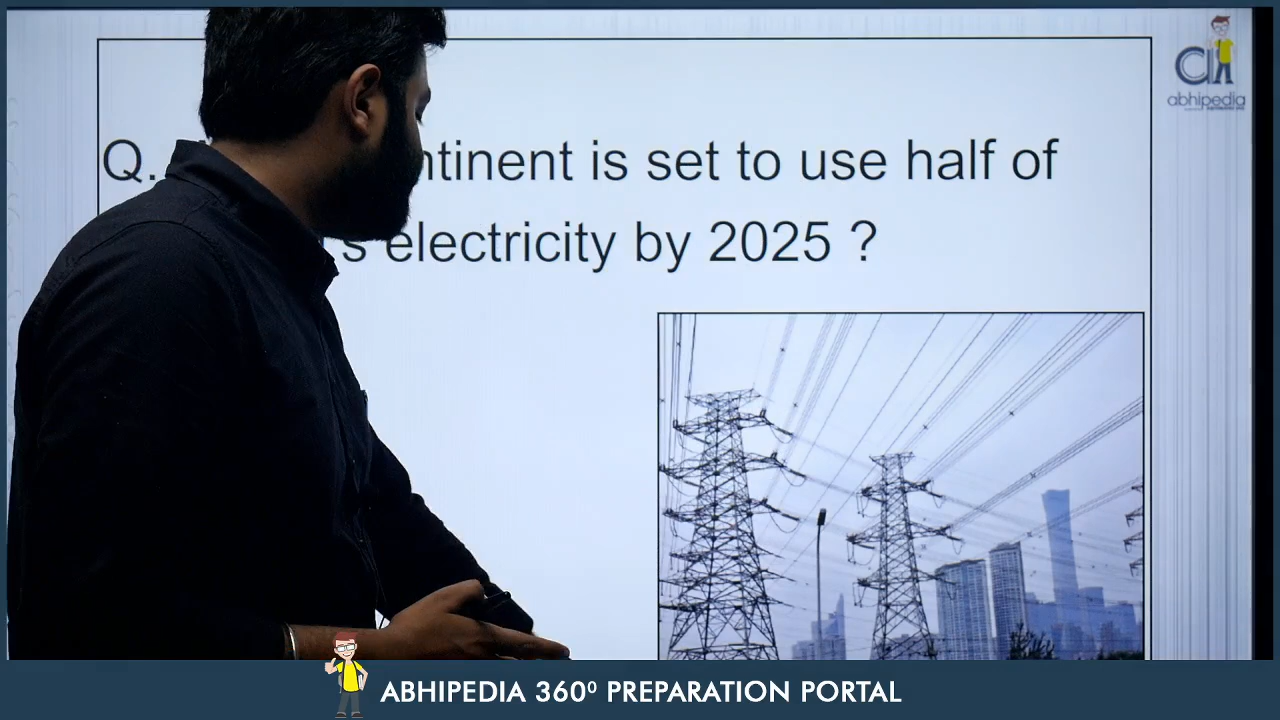 Q. ntinent is set to use half of
s electricity by 2025 ?
abhipedia
ABHIPEDIA 360⁰ PREPARATION PORTAL